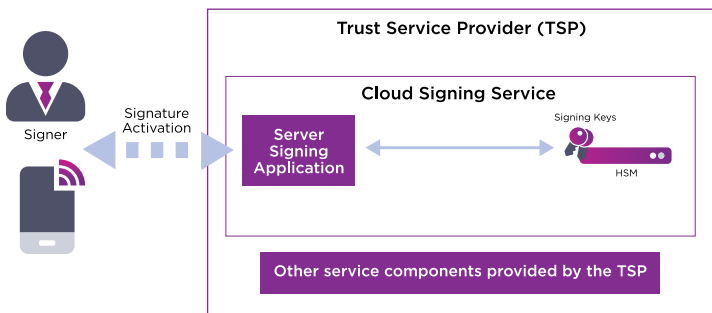 Trust Service Provider (TSP)
Cloud Signing Service
Signer
Signature
Activation
Server
Signing
Application
Signing Keys
HSM
Other service components provided by the TSP